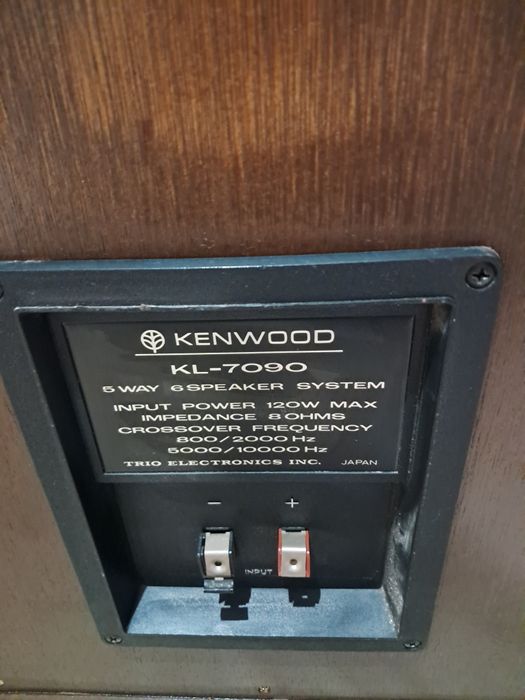 KENWOOD
KL-7090
5 WAY 6 SPEAKER SYSTEM
INPUT POWER 120W MAX
IMPEDANCE 8 OHMS
CROSSOVER FREQUENCY
800/2000 Hz
5000/10000 Hz
TRIO ELECTRONICS INC. JAPAN
− +
INPUT